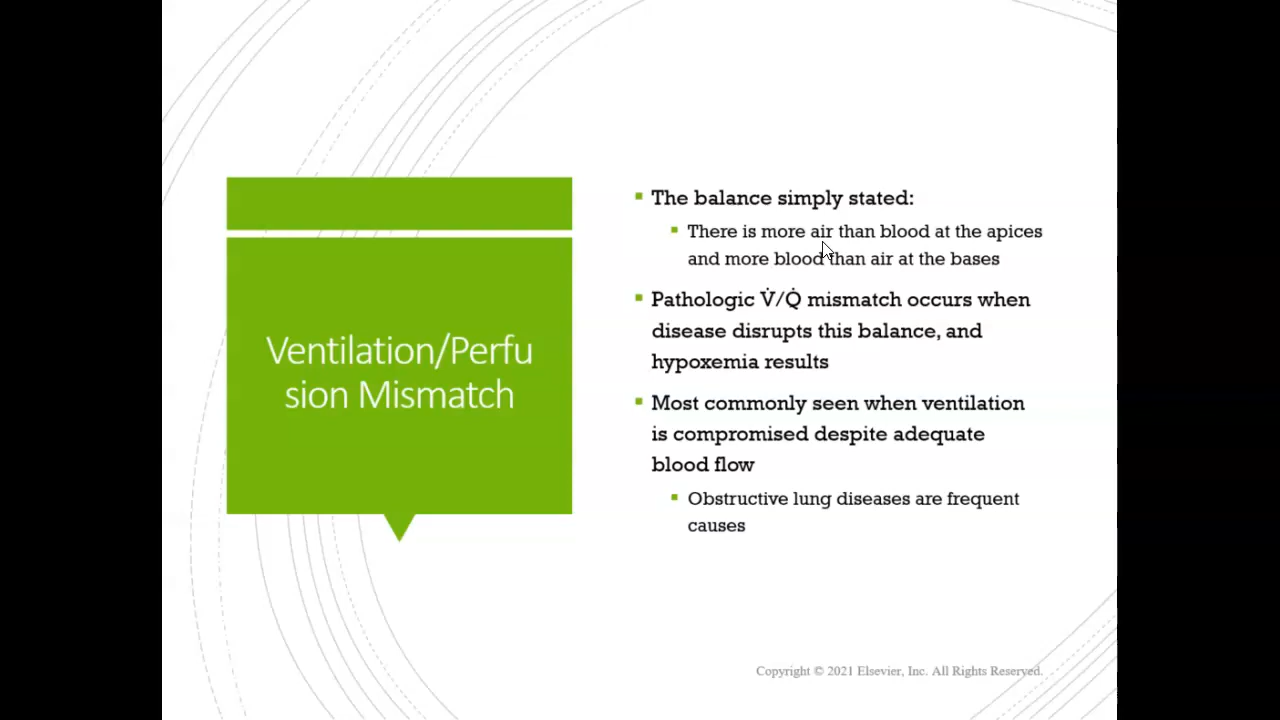 Ventilation/Perfu
sion Mismatch
The balance simply stated:
There is more air than blood at the apices
and more blood than air at the bases
Pathologic V̇/Q̇ mismatch occurs when
disease disrupts this balance, and
hypoxemia results
Most commonly seen when ventilation
is compromised despite adequate
blood flow
Obstructive lung diseases are frequent
causes
Copyright © 2021 Elsevier, Inc. All Rights Reserved.